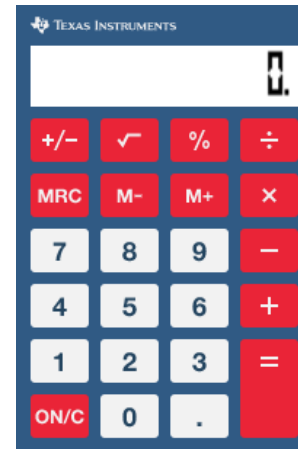 Texas Instruments
0.
+/- √ % ÷
MRC M- M+ ×
7 8 9 −
4 5 6 +
1 2 3 =
ON/C 0 .